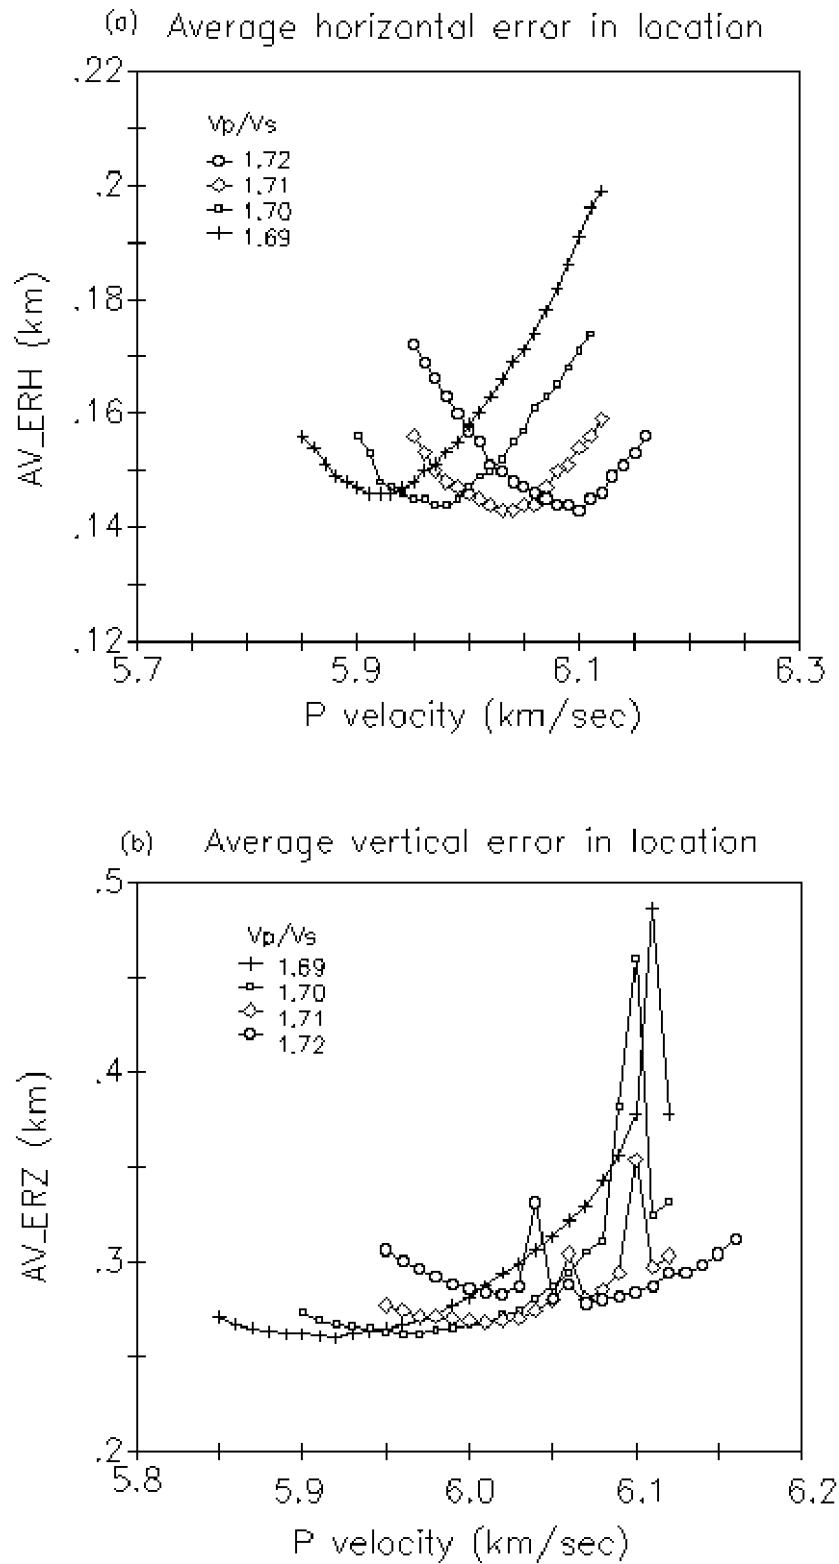 (a) Average horizontal error in location
.22
Vp/Vs
1.72
1.71
1.70
1.69
.2
.18
.16
.14
.12
AV_ERH (km)
5.7 5.9 6.1 6.3
P velocity (km/sec)
(b) Average vertical error in location
.5
Vp/Vs
1.69
1.70
1.71
1.72
.4
.3
.2
AV_ERZ (km)
5.8 5.9 6.0 6.1 6.2
P velocity (km/sec)